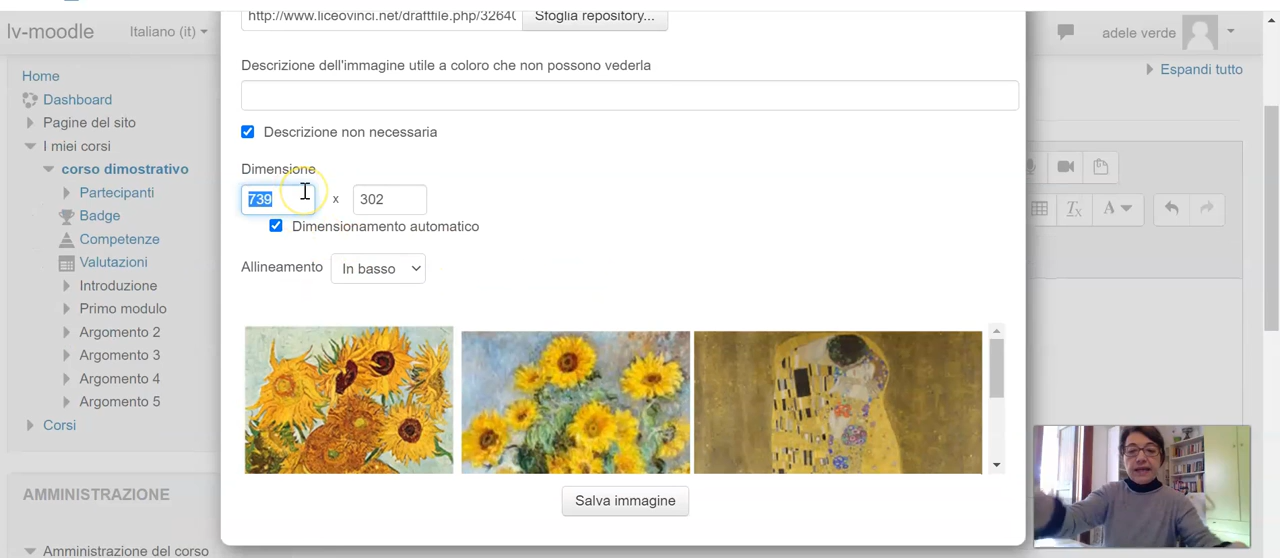 http://www.liceovinci.net/draftfile.php/32640
Sfoglia repository...
lv-moodle
Italiano (it)
adele verde
Descrizione dell'immagine utile a coloro che non possono vederla
Espandi tutto
Home
Dashboard
Pagine del sito
I miei corsi
corso dimostrativo
Partecipanti
Badge
Competenze
Valutazioni
Introduzione
Primo modulo
Argomento 2
Argomento 3
Argomento 4
Argomento 5
Corsi
Descrizione non necessaria
Dimensione
739 x 302
Dimensionamento automatico
Allineamento In basso
Tx A
Salva immagine
AMMINISTRAZIONE
Amministrazione del corso